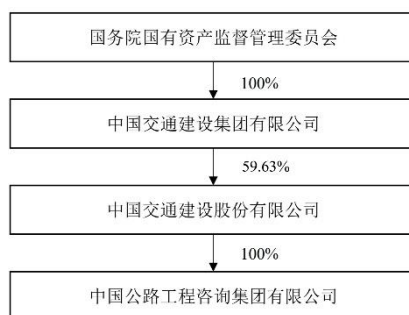 国务院国有资产监督管理委员会
100%
中国交通建设集团有限公司
59.63%
中国交通建设股份有限公司
100%
中国公路工程咨询集团有限公司